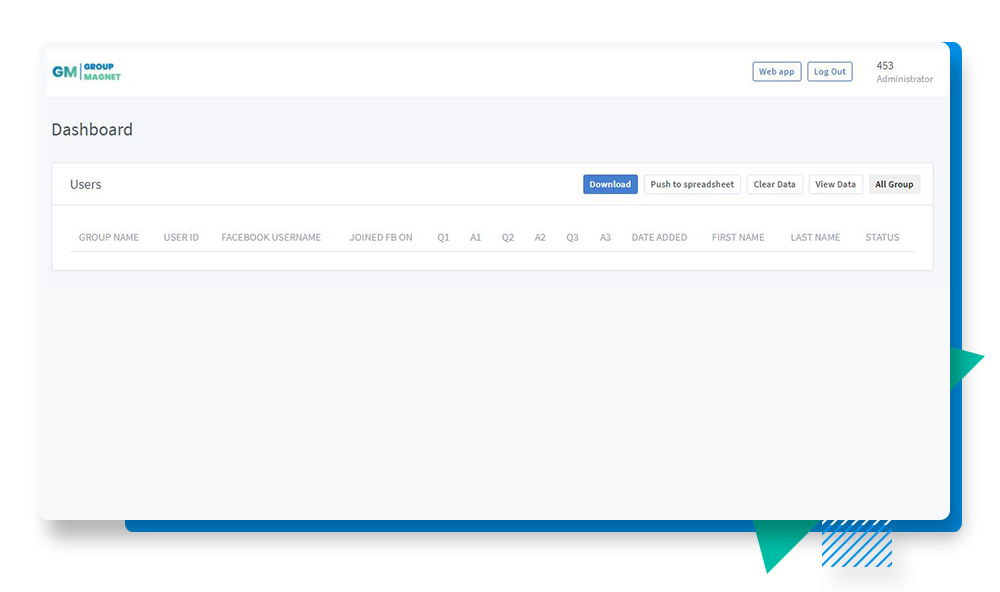 GM GROUP MAGNET
Web app Log Out 453
Administrator
Dashboard
Users Download Push to spreadsheet Clear Data View Data All Group
GROUP NAME USER ID FACEBOOK USERNAME JOINED FB ON Q1 A1 Q2 A2 Q3 A3 DATE ADDED FIRST NAME LAST NAME STATUS